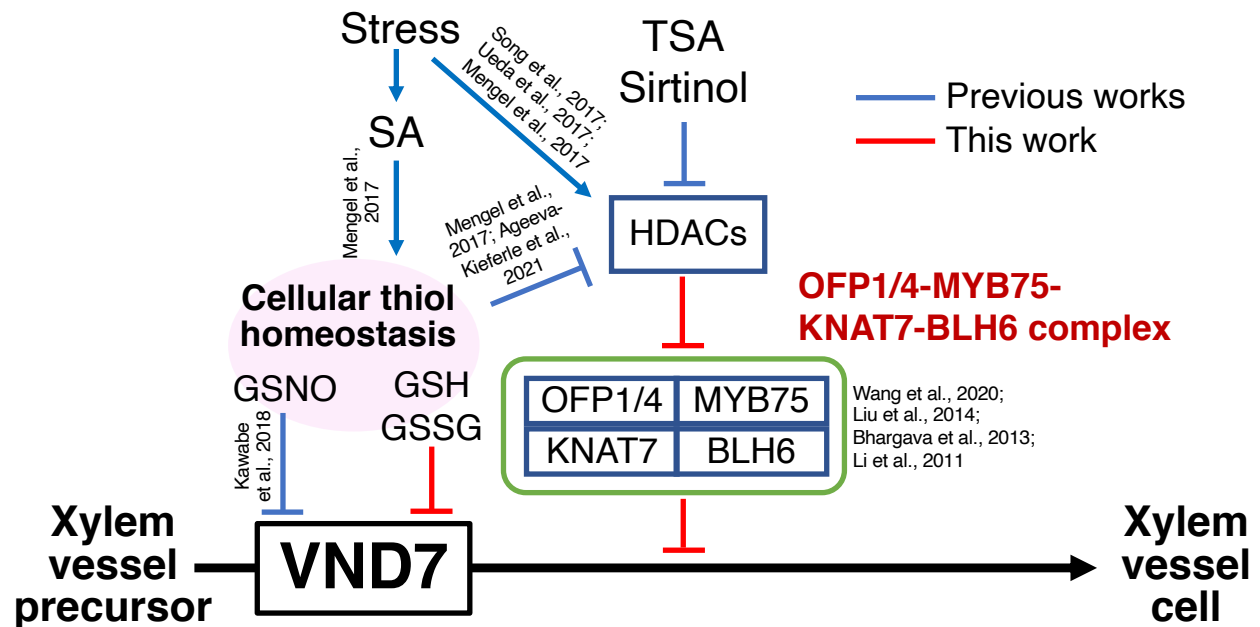 Stress
Song et al., 2017;
Ueda et al., 2017;
Mengel et al., 2017
TSA
Sirtinol
Previous works
This work
SA
Mengel et al.,
2017
Mengel et al.,
2017; Ageeva-
Kieferle et al.,
2021
HDACs
Cellular thiol
homeostasis
GSNO
GSH
GSSG
OFP1/4-MYB75-
KNAT7-BLH6 complex
OFP1/4
MYB75
KNAT7
BLH6
Wang et al., 2020;
Liu et al., 2014;
Bhargava et al., 2013;
Li et al., 2011
Kawabe
et al., 2018
Xylem
vessel
precursor
VND7
Xylem
vessel
cell